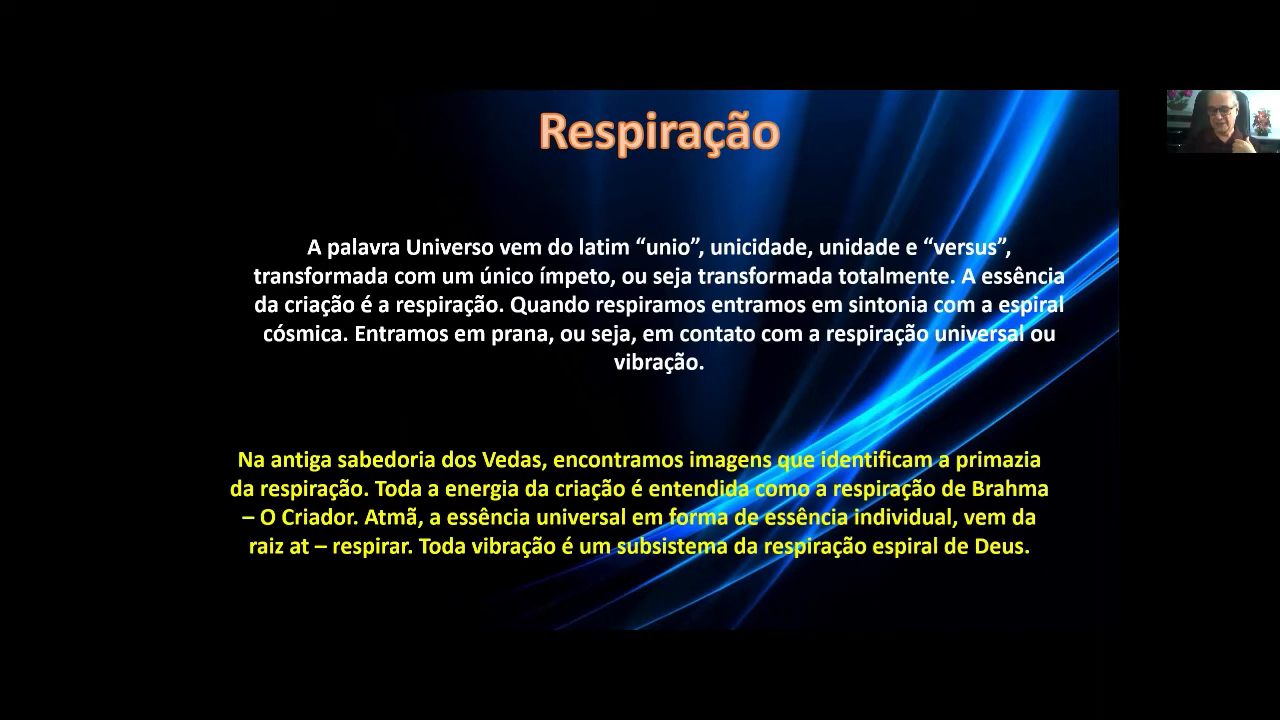 Respiração
A palavra Universo vem do latim “unio”, unicidade, unidade e “versus”,
transformada com um único ímpeto, ou seja transformada totalmente. A essência
da criação é a respiração. Quando respiramos entramos em sintonia com a espiral
cósmica. Entramos em prana, ou seja, em contato com a respiração universal ou
vibração.
Na antiga sabedoria dos Vedas, encontramos imagens que identificam a primazia
da respiração. Toda a energia da criação é entendida como a respiração de Brahma
– O Criador. Atmã, a essência universal em forma de essência individual, vem da
raiz at – respirar. Toda vibração é um subsistema da respiração espiral de Deus.